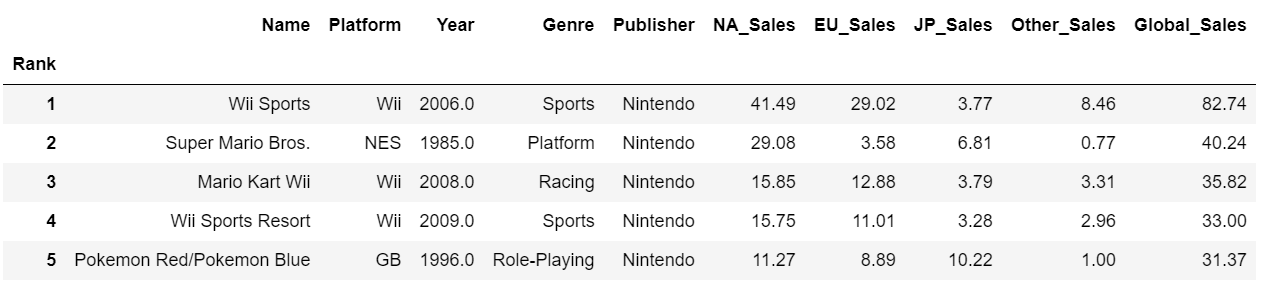 Name Platform Year Genre Publisher NA_Sales EU_Sales JP_Sales Other_Sales Global_Sales
Rank
1 Wii Sports Wii 2006.0 Sports Nintendo 41.49 29.02 3.77 8.46 82.74
2 Super Mario Bros. NES 1985.0 Platform Nintendo 29.08 3.58 6.81 0.77 40.24
3 Mario Kart Wii Wii 2008.0 Racing Nintendo 15.85 12.88 3.79 3.31 35.82
4 Wii Sports Resort Wii 2009.0 Sports Nintendo 15.75 11.01 3.28 2.96 33.00
5 Pokemon Red/Pokemon Blue GB 1996.0 Role-Playing Nintendo 11.27 8.89 10.22 1.00 31.37